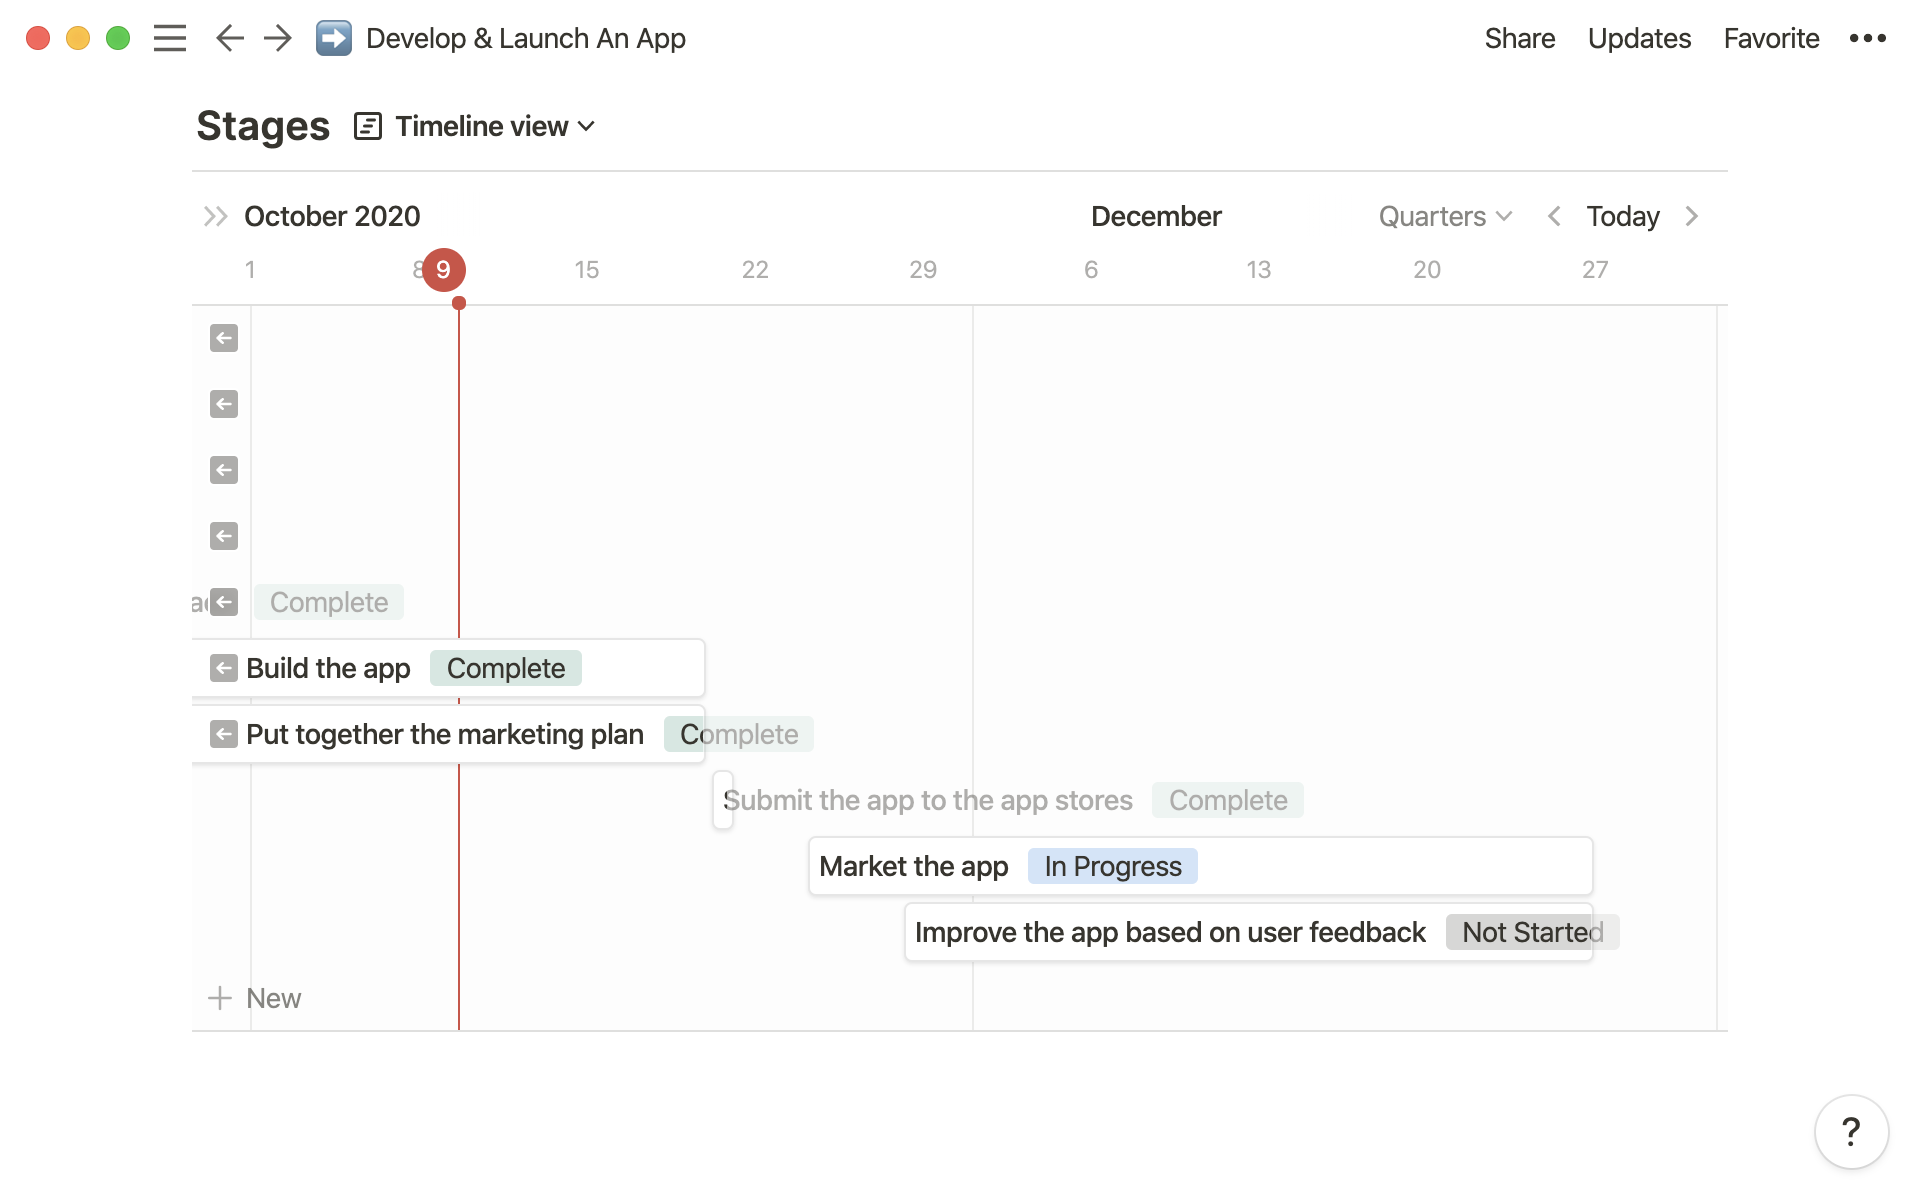 Develop & Launch An App
Share Updates Favorite
Stages Timeline view
October 2020 December Quarters Today
1 8 9 15 22 29 6 13 20 27
Complete
Build the app Complete
Put together the marketing plan Complete
Submit the app to the app stores Complete
Market the app In Progress
Improve the app based on user feedback Not Started
New
?